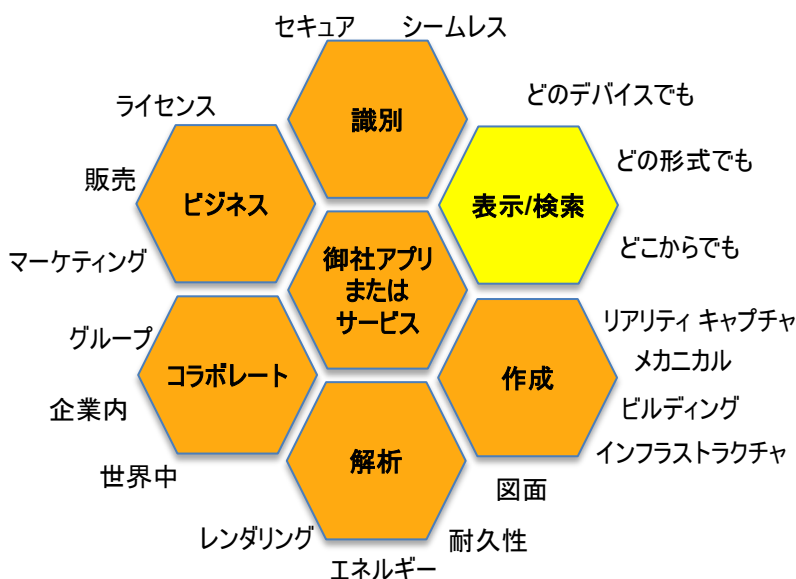 セキュア
シームレス
識別
ライセンス
販売
マーケティング
ビジネス
どのデバイスでも
どの形式でも
どこからでも
表示/検索
御社アプリ
または
サービス
グループ
企業内
世界中
コラボレート
リアリティ キャプチャ
メカニカル
ビルディング
インフラストラクチャ
図面
作成
解析
レンダリング
エネルギー
耐久性